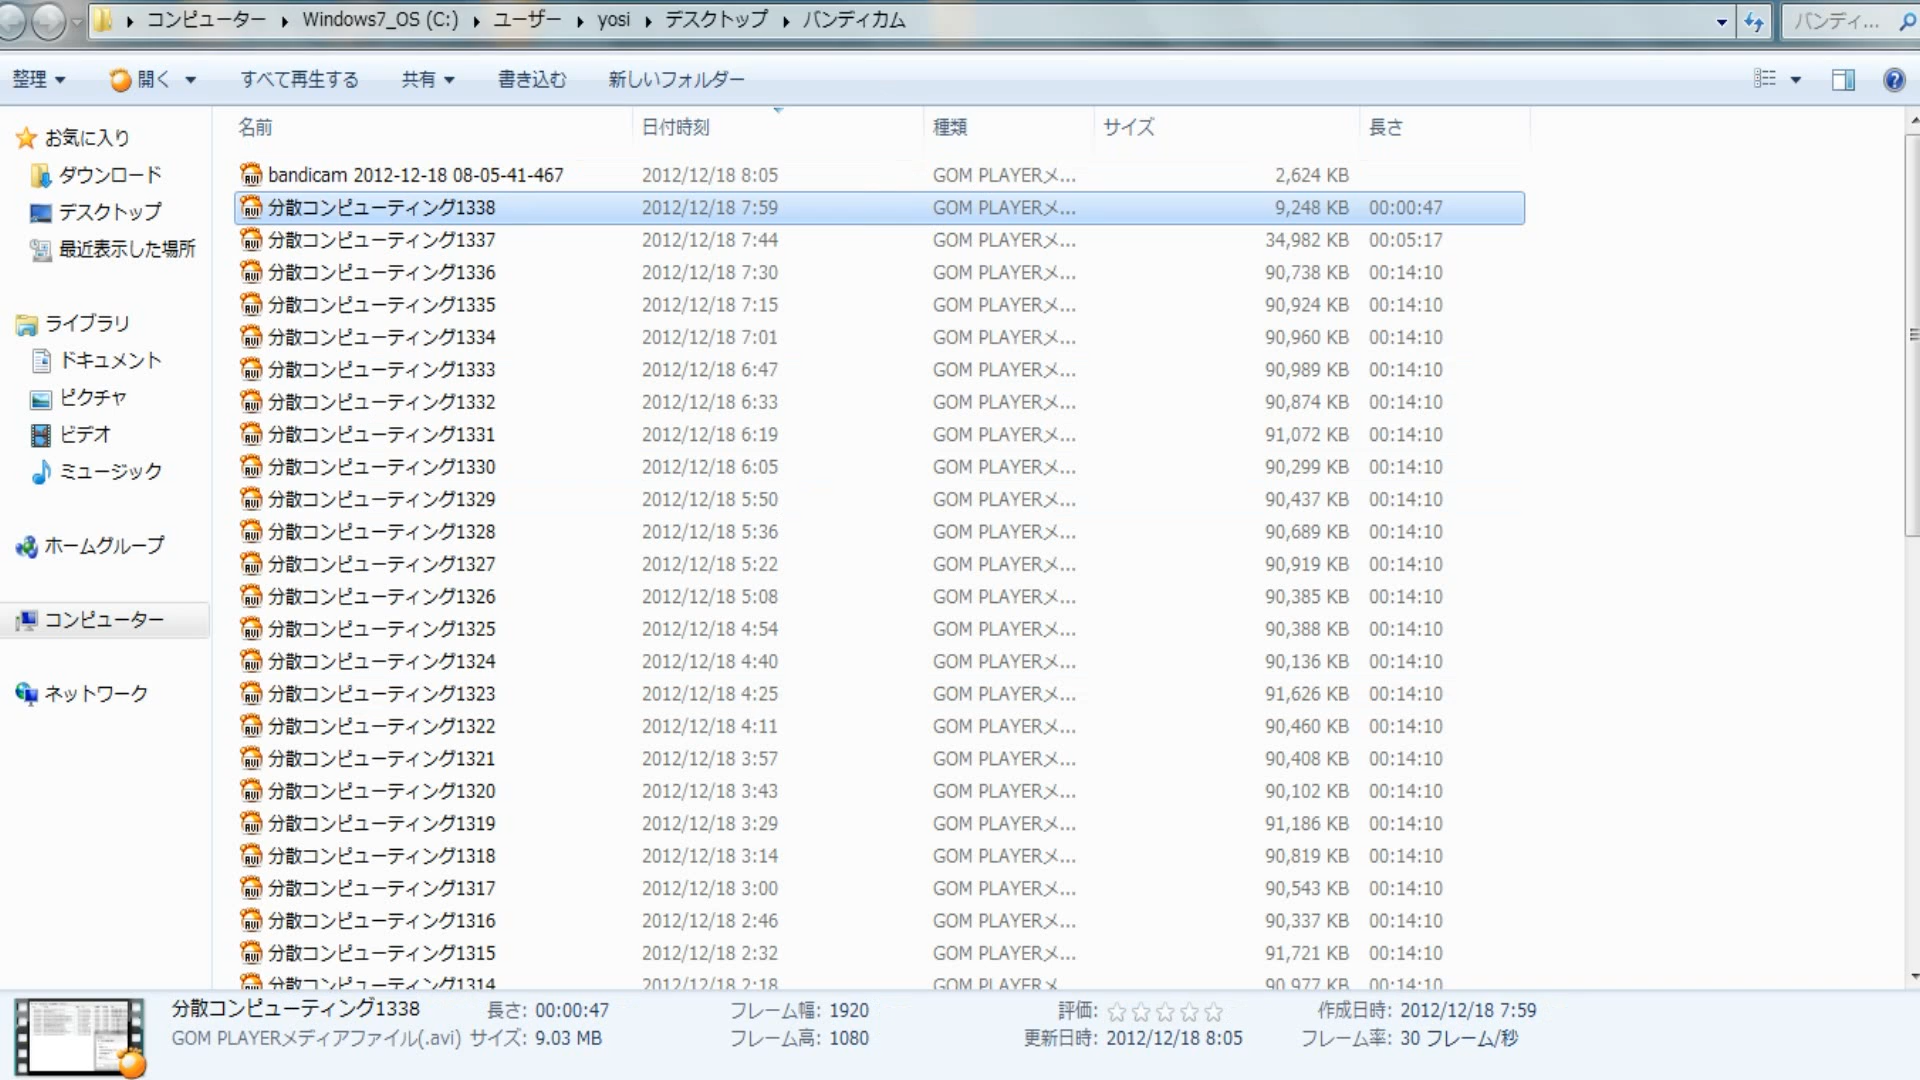 コンピューター ▸ Windows7_OS (C:) ▸ ユーザー ▸ yosi ▸ デスクトップ ▸ バンディカム バンディ...
整理 開く すべて再生する 共有 書き込む 新しいフォルダー
お気に入り
ダウンロード
デスクトップ
最近表示した場所
ライブラリ
ドキュメント
ピクチャ
ビデオ
ミュージック
ホームグループ
コンピューター
ネットワーク
名前 日付時刻 種類 サイズ 長さ
bandicam 2012-12-18 08-05-41-467 2012/12/18 8:05 GOM PLAYERメ... 2,624 KB
分散コンピューティング1338 2012/12/18 7:59 GOM PLAYERメ... 9,248 KB 00:00:47
分散コンピューティング1337 2012/12/18 7:44 GOM PLAYERメ... 34,982 KB 00:05:17
分散コンピューティング1336 2012/12/18 7:30 GOM PLAYERメ... 90,738 KB 00:14:10
分散コンピューティング1335 2012/12/18 7:15 GOM PLAYERメ... 90,924 KB 00:14:10
分散コンピューティング1334 2012/12/18 7:01 GOM PLAYERメ... 90,960 KB 00:14:10
分散コンピューティング1333 2012/12/18 6:47 GOM PLAYERメ... 90,989 KB 00:14:10
分散コンピューティング1332 2012/12/18 6:33 GOM PLAYERメ... 90,874 KB 00:14:10
分散コンピューティング1331 2012/12/18 6:19 GOM PLAYERメ... 91,072 KB 00:14:10
分散コンピューティング1330 2012/12/18 6:05 GOM PLAYERメ... 90,299 KB 00:14:10
分散コンピューティング1329 2012/12/18 5:50 GOM PLAYERメ... 90,437 KB 00:14:10
分散コンピューティング1328 2012/12/18 5:36 GOM PLAYERメ... 90,689 KB 00:14:10
分散コンピューティング1327 2012/12/18 5:22 GOM PLAYERメ... 90,919 KB 00:14:10
分散コンピューティング1326 2012/12/18 5:08 GOM PLAYERメ... 90,385 KB 00:14:10
分散コンピューティング1325 2012/12/18 4:54 GOM PLAYERメ... 90,388 KB 00:14:10
分散コンピューティング1324 2012/12/18 4:40 GOM PLAYERメ... 90,136 KB 00:14:10
分散コンピューティング1323 2012/12/18 4:25 GOM PLAYERメ... 91,626 KB 00:14:10
分散コンピューティング1322 2012/12/18 4:11 GOM PLAYERメ... 90,460 KB 00:14:10
分散コンピューティング1321 2012/12/18 3:57 GOM PLAYERメ... 90,408 KB 00:14:10
分散コンピューティング1320 2012/12/18 3:43 GOM PLAYERメ... 90,102 KB 00:14:10
分散コンピューティング1319 2012/12/18 3:29 GOM PLAYERメ... 91,186 KB 00:14:10
分散コンピューティング1318 2012/12/18 3:14 GOM PLAYERメ... 90,819 KB 00:14:10
分散コンピューティング1317 2012/12/18 3:00 GOM PLAYERメ... 90,543 KB 00:14:10
分散コンピューティング1316 2012/12/18 2:46 GOM PLAYERメ... 90,337 KB 00:14:10
分散コンピューティング1315 2012/12/18 2:32 GOM PLAYERメ... 91,721 KB 00:14:10
分散コンピューティング1314 2012/12/18 2:18 GOM PLAYERメ... 90,977 KB 00:14:10
分散コンピューティング1338 長さ: 00:00:47 フレーム幅: 1920 評価: ☆☆☆☆☆ 作成日時: 2012/12/18 7:59
GOM PLAYERメディアファイル(.avi) サイズ: 9.03 MB フレーム高: 1080 更新日時: 2012/12/18 8:05 フレーム率: 30 フレーム/秒